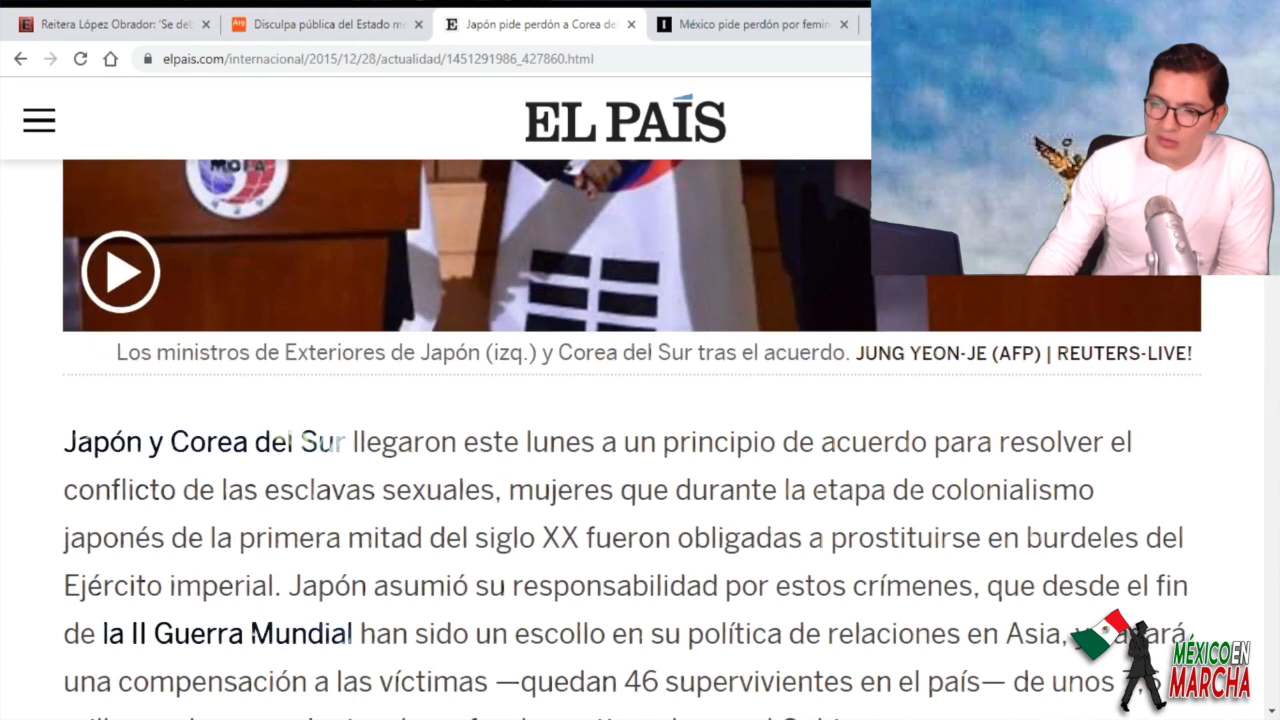 Reitera López Obrador: 'Se deb
Disculpa pública del Estado me
Japón pide perdón a Corea del
México pide perdón por femin
elpais.com/internacional/2015/12/28/actualidad/1451291986_427860.html
EL PAÍS
MOFA
Los ministros de Exteriores de Japón (izq.) y Corea del Sur tras el acuerdo. JUNG YEON-JE (AFP) | REUTERS-LIVE!
Japón y Corea del Sur llegaron este lunes a un principio de acuerdo para resolver el
conflicto de las esclavas sexuales, mujeres que durante la etapa de colonialismo
japonés de la primera mitad del siglo XX fueron obligadas a prostituirse en burdeles del
Ejército imperial. Japón asumió su responsabilidad por estos crímenes, que desde el fin
de la II Guerra Mundial han sido un escollo en su política de relaciones en Asia,
una compensación a las víctimas —quedan 46 supervivientes en el país— de unos
MÉXICO EN
MARCHA